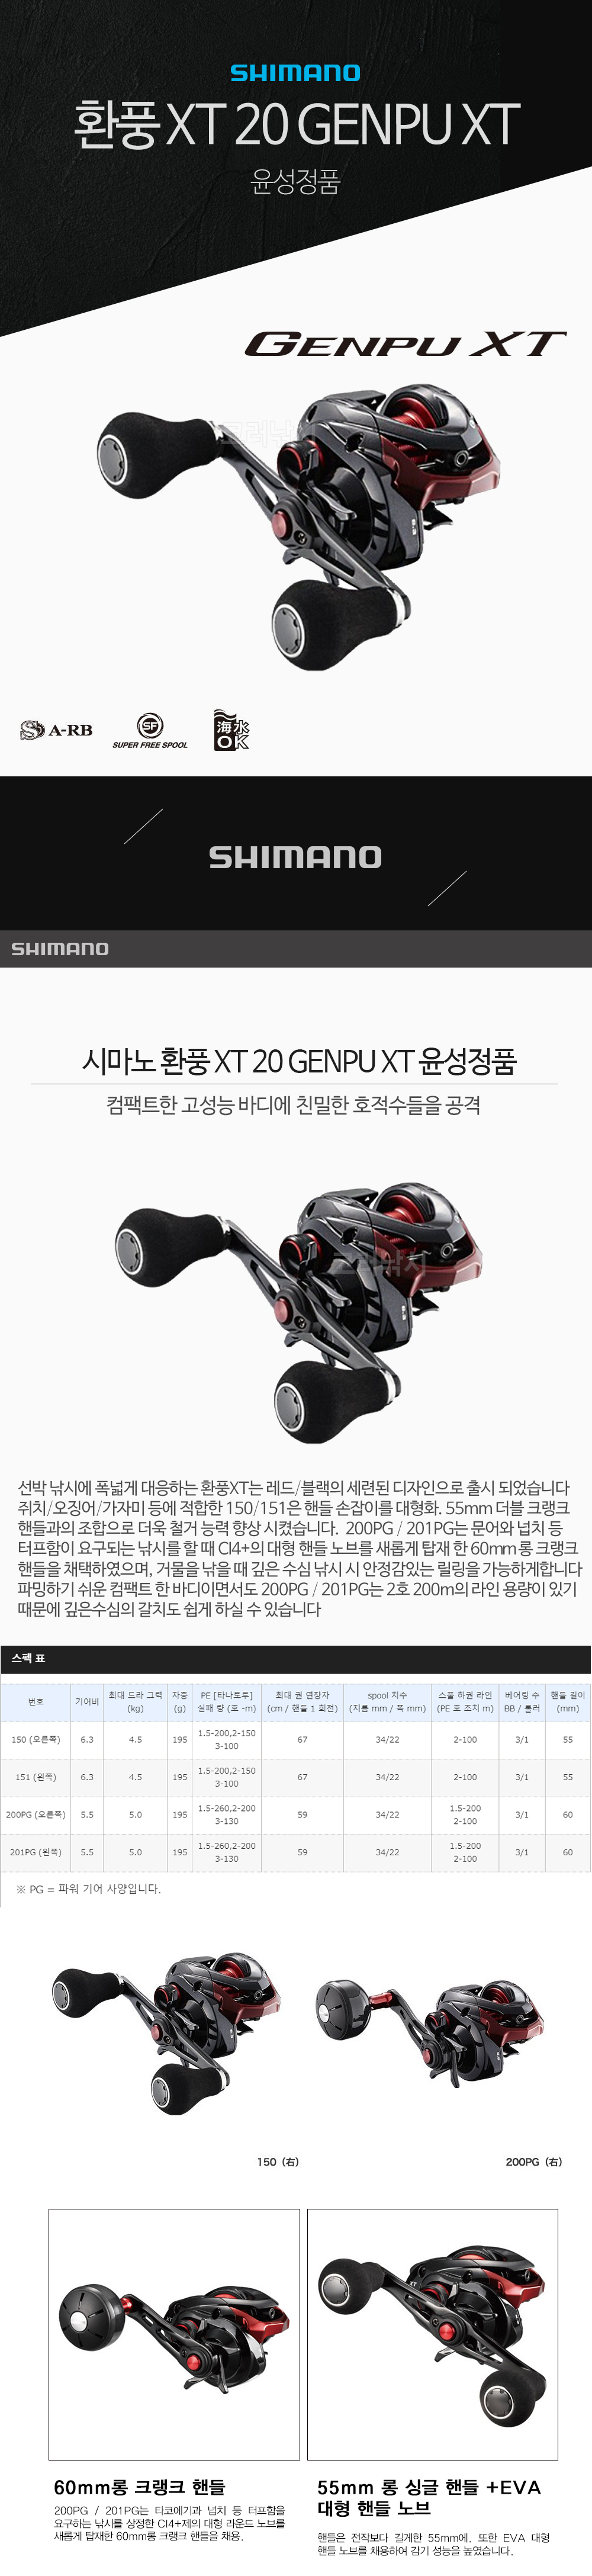 SHIMANO
환풍 XT 20 GENPU XT
윤성정품
GENPU XT
고려낚시
S A-RB
SF
SUPER FREE SPOOL
海水
OK
SHIMANO
SHIMANO
시마노 환풍 XT 20 GENPU XT 윤성정품
컴팩트한 고성능 바디에 친밀한 호적수들을 공격
고려낚시
선박 낚시에 폭넓게 대응하는 환풍XT는 레드/블랙의 세련된 디자인으로 출시 되었습니다
쥐치/오징어/가자미 등에 적합한 150/151은 핸들 손잡이를 대형화. 55mm 더블 크랭크
핸들과의 조합으로 더욱 철거 능력 향상 시켰습니다. 200PG / 201PG는 문어와 넙치 등
터프함이 요구되는 낚시를 할 때 CI4+의 대형 핸들 노브를 새롭게 탑재 한 60mm 롱 크랭크
핸들을 채택하였으며, 거물을 낚을 때 깊은 수심 낚시 시 안정감있는 릴링을 가능하게합니다
파밍하기 쉬운 컴팩트 한 바디이면서도 200PG / 201PG는 2호 200m의 라인 용량이 있기
때문에 깊은수심의 갈치도 쉽게 하실 수 있습니다
스펙 표
번호 기어비 최대 드라 그력 (kg) 자중 (g) PE [타나토루] 실패 량 (호 -m) 최대 권 연장자 (cm / 핸들 1 회전) spool 치수 (지름 mm / 폭 mm) 스풀 하권 라인 (PE 호 조치 m) 베어링 수 BB / 롤러 핸들 길이 (mm)
150 (오른쪽) 6.3 4.5 195 1.5-200,2-150 3-100 67 34/22 2-100 3/1 55
151 (왼쪽) 6.3 4.5 195 1.5-200,2-150 3-100 67 34/22 2-100 3/1 55
200PG (오른쪽) 5.5 5.0 195 1.5-260,2-200 3-130 59 34/22 1.5-200 2-100 3/1 60
201PG (왼쪽) 5.5 5.0 195 1.5-260,2-200 3-130 59 34/22 1.5-200 2-100 3/1 60
※ PG = 파워 기어 사양입니다.
150（右）
200PG（右）
60mm롱 크랭크 핸들
200PG / 201PG는 타코에기과 넙치 등 터프함을
요구하는 낚시를 상정한 CI4+제의 대형 라운드 노브를
새롭게 탑재한 60mm롱 크랭크 핸들을 채용.
55mm 롱 싱글 핸들 +EVA
대형 핸들 노브
핸들은 전작보다 길게한 55mm에. 또한 EVA 대형
핸들 노브를 채용하여 감기 성능을 높였습니다.